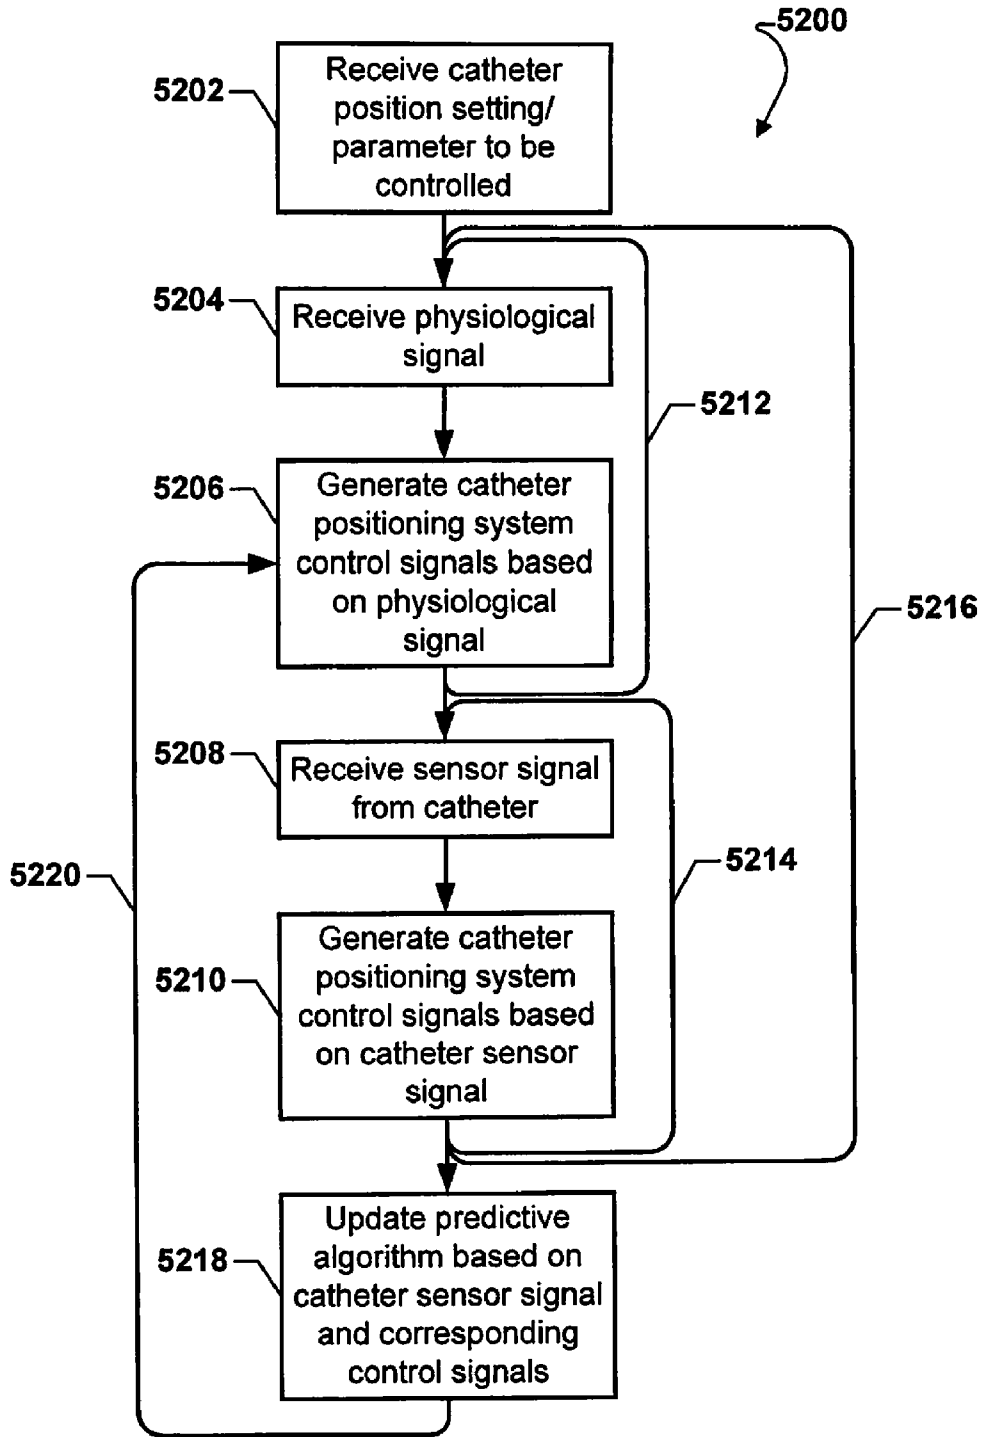 5200
5202
Receive catheter
position setting/
parameter to be
controlled
5204
Receive physiological
signal
5212
5206
Generate catheter
positioning system
control signals based
on physiological
signal
5216
5208
Receive sensor signal
from catheter
5214
5220
5210
Generate catheter
positioning system
control signals based
on catheter sensor
signal
5218
Update predictive
algorithm based on
catheter sensor signal
and corresponding
control signals